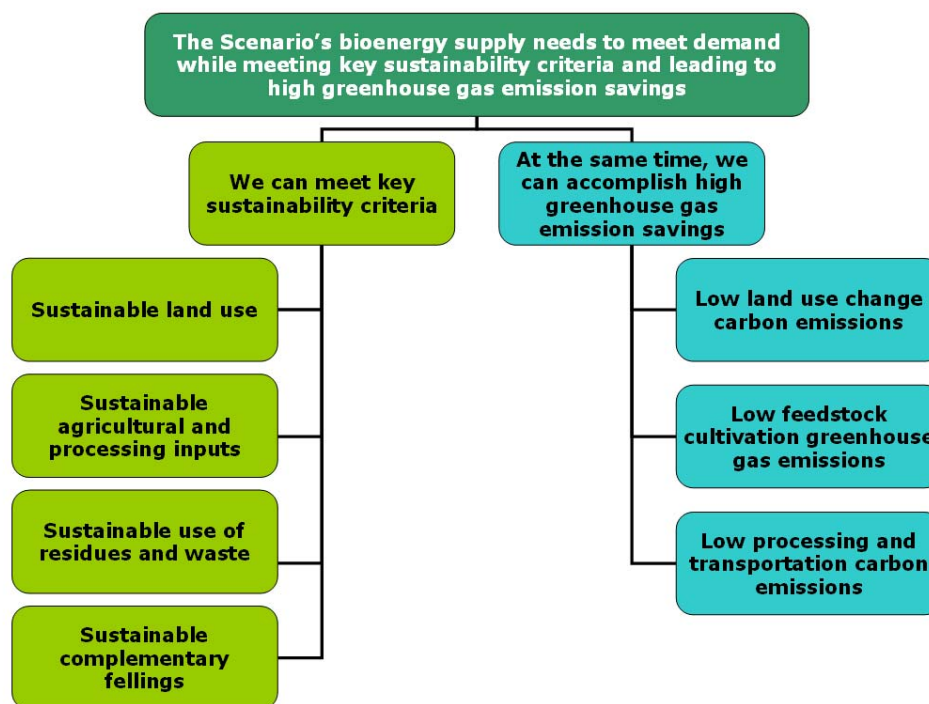 The Scenario's bioenergy supply needs to meet demand
while meeting key sustainability criteria and leading to
high greenhouse gas emission savings
We can meet key
sustainability criteria
At the same time, we
can accomplish high
greenhouse gas
emission savings
Sustainable land use
Sustainable
agricultural and
processing inputs
Sustainable use of
residues and waste
Sustainable
complementary
fellings
Low land use change
carbon emissions
Low feedstock
cultivation greenhouse
gas emissions
Low processing and
transportation carbon
emissions